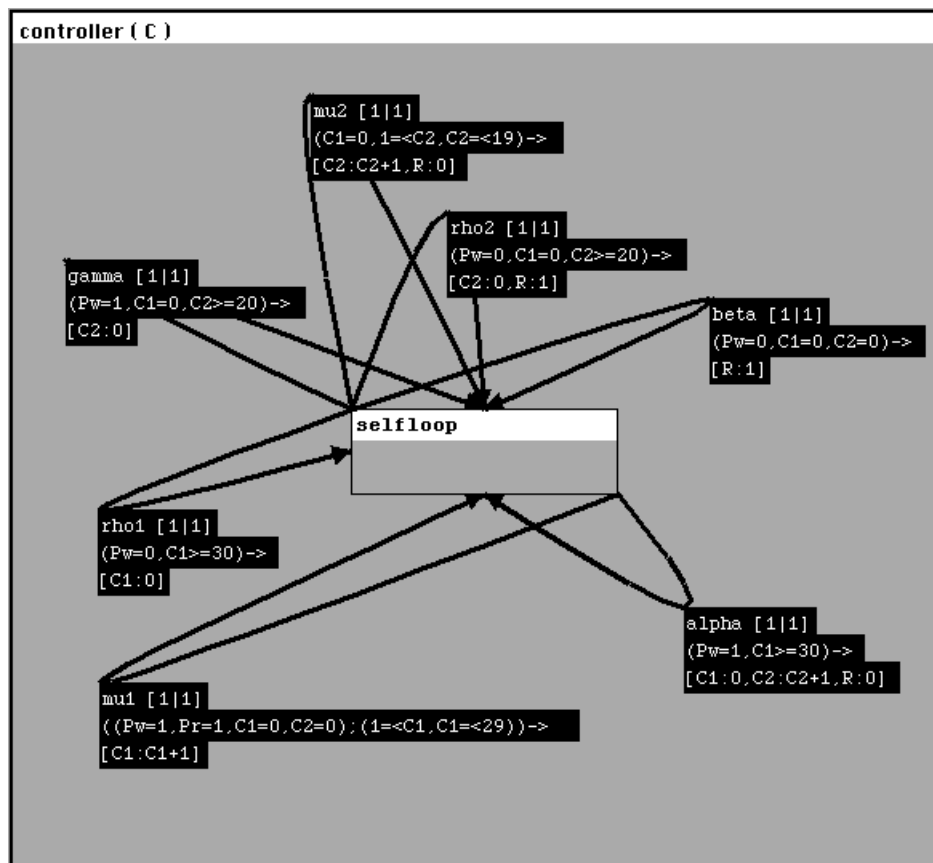 controller ( C )
mu2 [1|1]
(C1=0,1=<C2,C2=<19)->
[C2:C2+1,R:0]
rho2 [1|1]
(Pw=0,C1=0,C2>=20)->
[C2:0,R:1]
gamma [1|1]
(Pw=1,C1=0,C2>=20)->
[C2:0]
beta [1|1]
(Pw=0,C1=0,C2=0)->
[R:1]
selfloop
rho1 [1|1]
(Pw=0,C1>=30)->
[C1:0]
alpha [1|1]
(Pw=1,C1>=30)->
[C1:0,C2:C2+1,R:0]
mu1 [1|1]
((Pw=1,Pr=1,C1=0,C2=0);(1=<C1,C1=<29))->
[C1:C1+1]